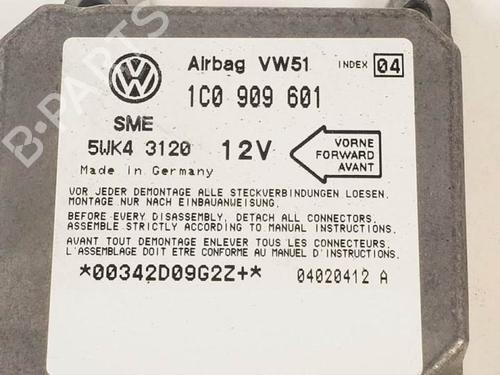 Airbag VW51 INDEX 04
1C0 909 601
SME
5WK4 3120 12V
VORNE
FORWARD
AVANT
Made in Germany
VOR JEDER DEMONTAGE ALLE STECKVERBINDUNGEN LOESEN.
MONTAGE NUR NACH EINBAUANWEISUNG.
BEFORE EVERY DISASSEMBLY, DETACH ALL CONNECTORS.
ASSEMBLE STRICTLY ACCORDING TO MANUAL INSTRUCTIONS.
AVANT TOUT DEMONTAGE ENLEVER TOUS LES CONNECTEURS.
L'ASSEMBLAGE DOIT ETRE CONFORME AU MANUEL D'INSTRUCTIONS.
*00342D09G2Z+* 04020412 A
B-PARTS